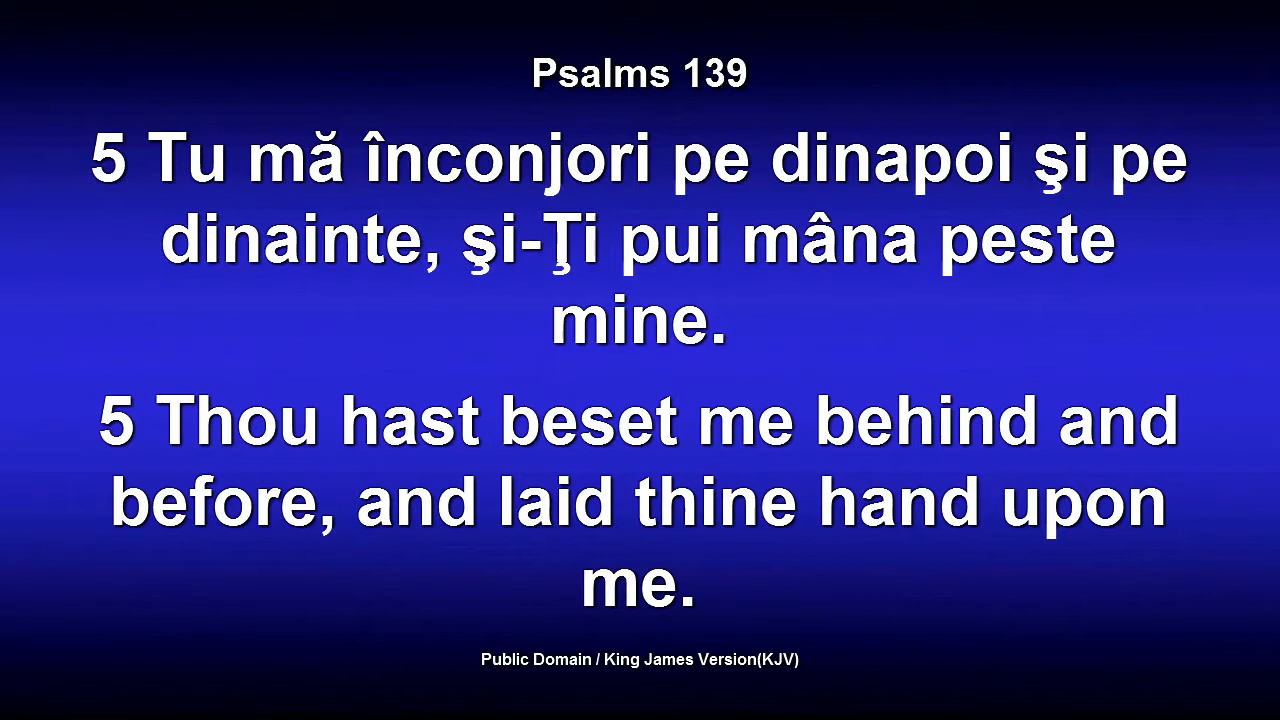 Psalms 139
5 Tu mă înconjori pe dinapoi şi pe
dinainte, şi-Ţi pui mâna peste
mine.
5 Thou hast beset me behind and
before, and laid thine hand upon
me.
Public Domain / King James Version(KJV)